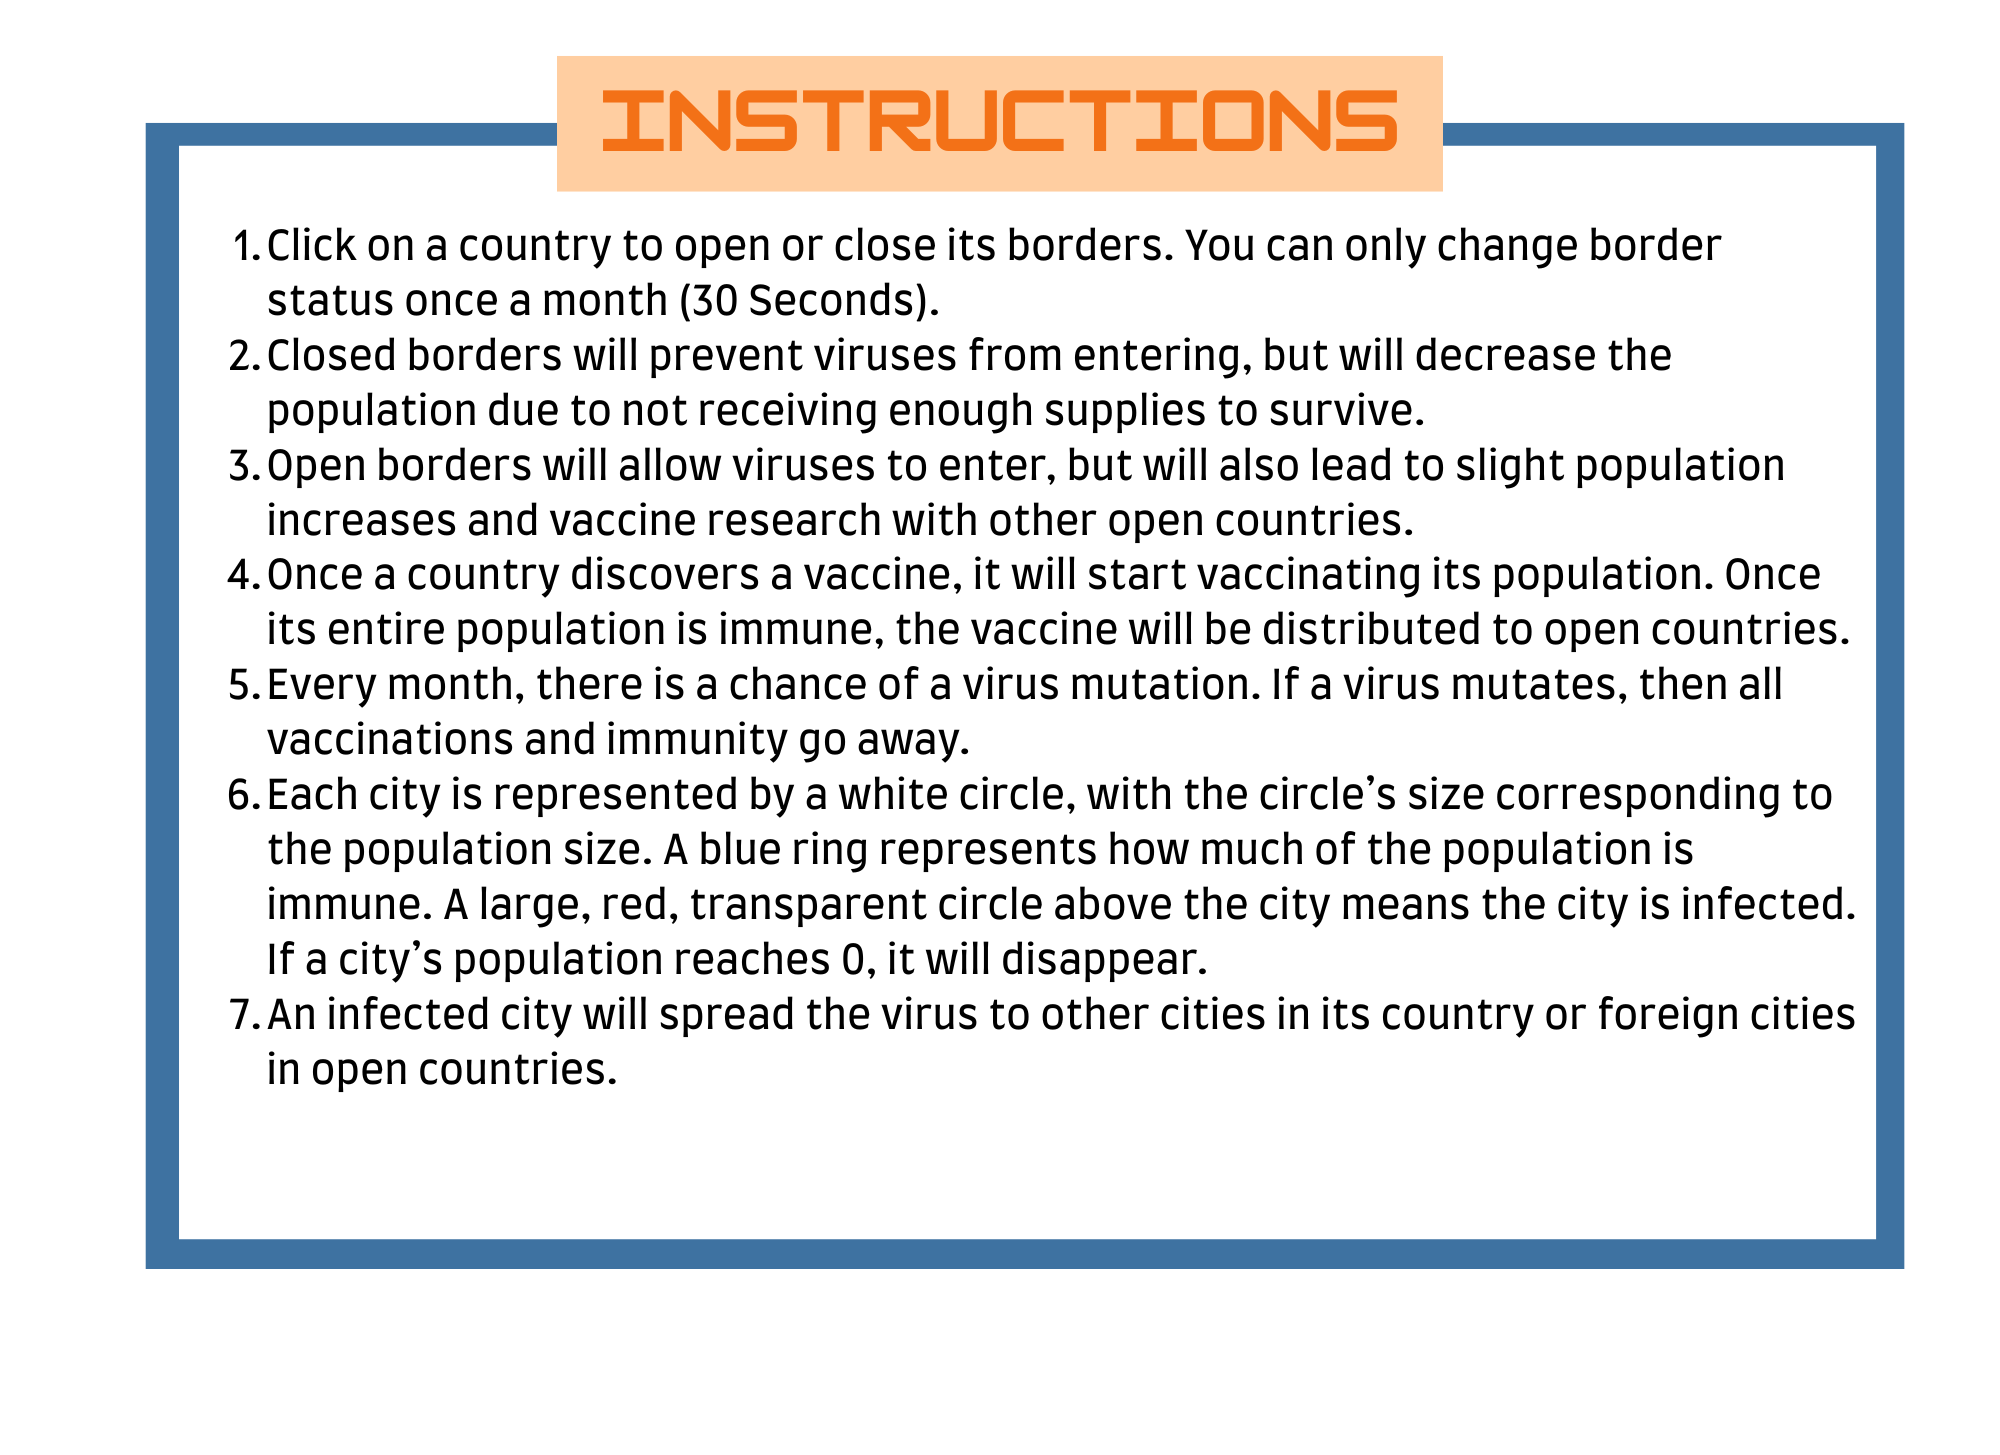 INSTRUCTIONS
1. Click on a country to open or close its borders. You can only change border
status once a month (30 Seconds).
2. Closed borders will prevent viruses from entering, but will decrease the
population due to not receiving enough supplies to survive.
3. Open borders will allow viruses to enter, but will also lead to slight population
increases and vaccine research with other open countries.
4. Once a country discovers a vaccine, it will start vaccinating its population. Once
its entire population is immune, the vaccine will be distributed to open countries.
5. Every month, there is a chance of a virus mutation. If a virus mutates, then all
vaccinations and immunity go away.
6. Each city is represented by a white circle, with the circle’s size corresponding to
the population size. A blue ring represents how much of the population is
immune. A large, red, transparent circle above the city means the city is infected.
If a city’s population reaches 0, it will disappear.
7. An infected city will spread the virus to other cities in its country or foreign cities
in open countries.